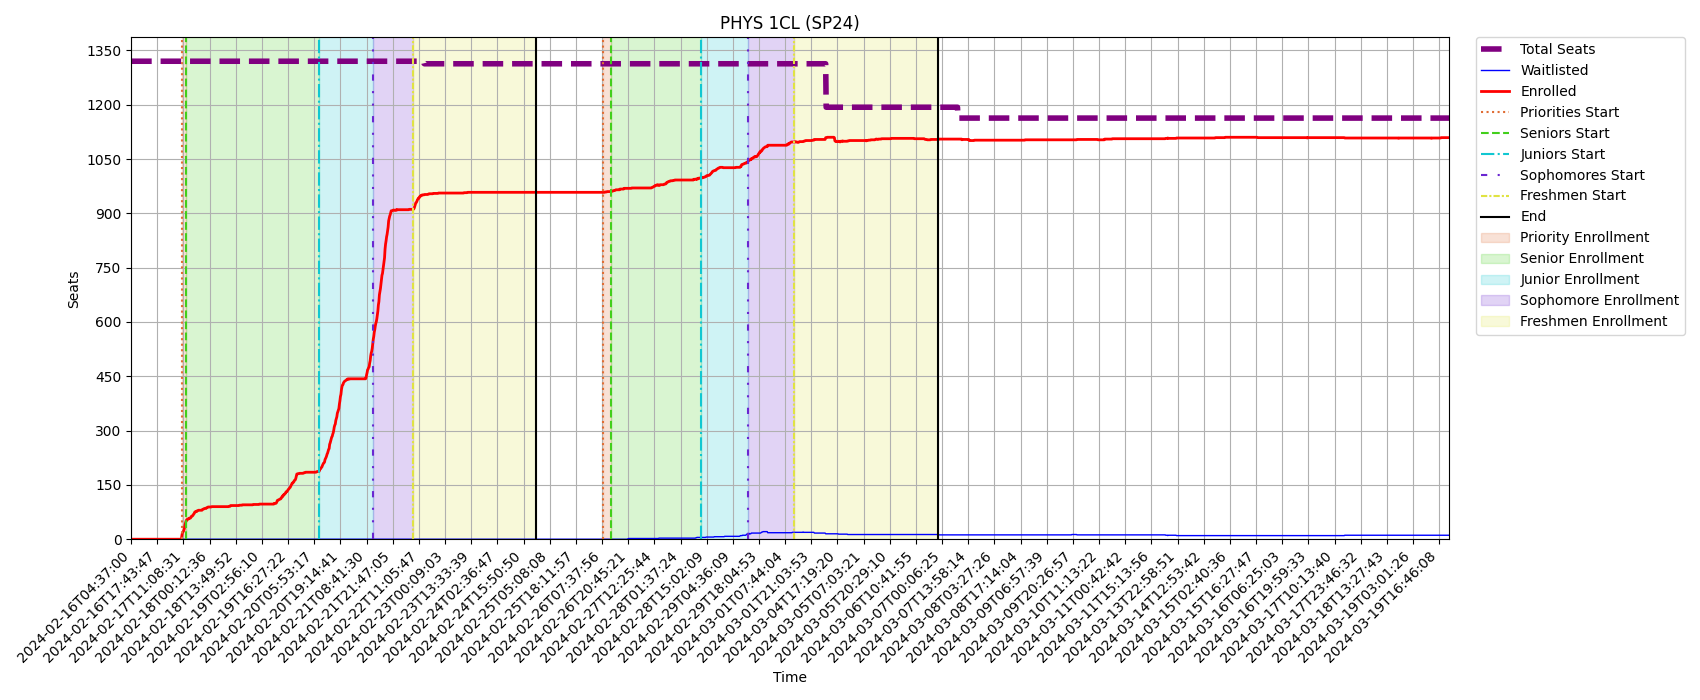 PHYS 1CL (SP24)
1350
1200
1050
900
750
600
450
300
150
0
Seats
2024-02-16T04:37:00
2024-02-16T17:43:47
2024-02-17T11:08:31
2024-02-18T00:12:36
2024-02-18T13:49:52
2024-02-19T02:56:10
2024-02-19T16:27:22
2024-02-20T05:53:17
2024-02-20T19:14:41
2024-02-21T08:41:30
2024-02-21T21:47:05
2024-02-22T11:05:47
2024-02-23T00:09:03
2024-02-23T13:33:39
2024-02-24T02:36:47
2024-02-24T15:50:50
2024-02-25T05:08:08
2024-02-25T18:11:57
2024-02-26T07:37:56
2024-02-26T20:45:21
2024-02-27T12:25:44
2024-02-28T01:37:24
2024-02-28T15:02:09
2024-02-29T04:36:09
2024-02-29T18:04:53
2024-03-01T07:44:04
2024-03-01T21:03:53
2024-03-04T17:19:20
2024-03-05T07:03:21
2024-03-05T20:29:10
2024-03-06T10:41:55
2024-03-07T00:06:25
2024-03-07T13:58:14
2024-03-08T03:27:26
2024-03-08T17:14:04
2024-03-09T06:57:39
2024-03-09T20:26:57
2024-03-10T11:13:22
2024-03-11T00:42:42
2024-03-11T15:13:56
2024-03-13T22:58:51
2024-03-14T12:53:42
2024-03-15T02:40:36
2024-03-15T16:27:47
2024-03-16T06:25:03
2024-03-16T19:59:33
2024-03-17T10:13:40
2024-03-17T23:46:32
2024-03-18T13:27:43
2024-03-19T03:01:26
2024-03-19T16:46:08
Time
Total Seats
Waitlisted
Enrolled
Priorities Start
Seniors Start
Juniors Start
Sophomores Start
Freshmen Start
End
Priority Enrollment
Senior Enrollment
Junior Enrollment
Sophomore Enrollment
Freshmen Enrollment